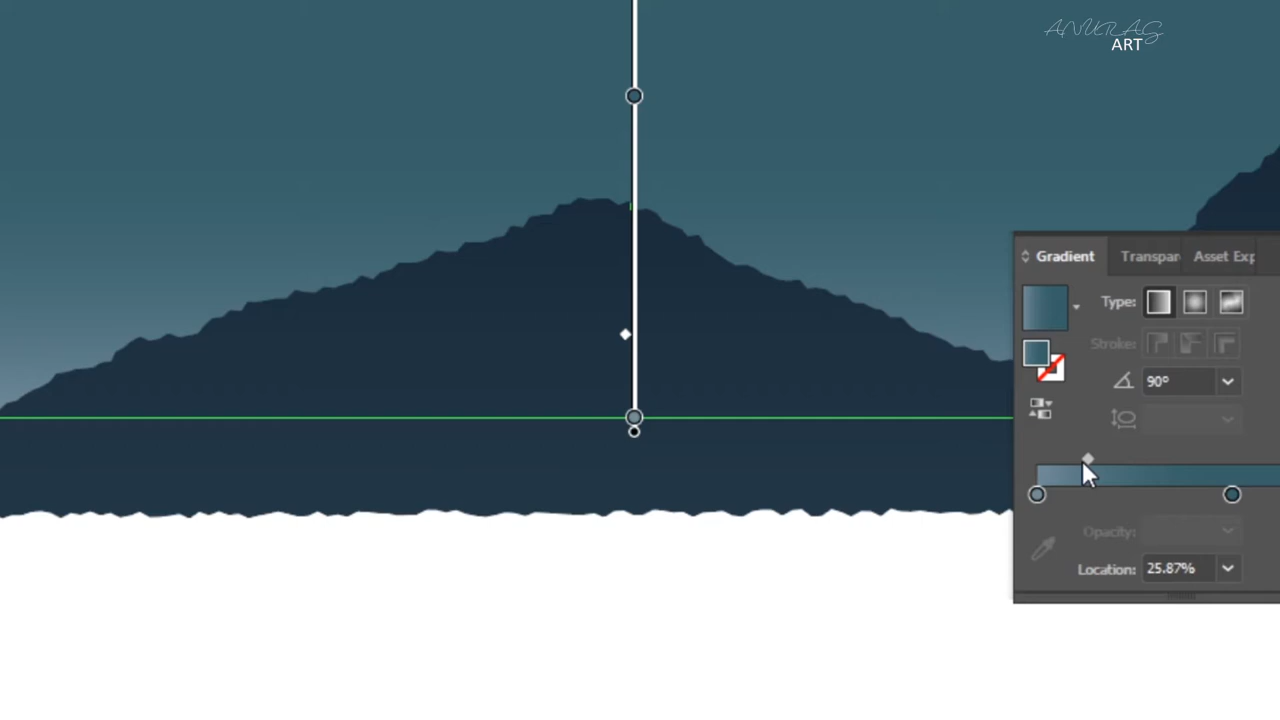 ANURAG
ART
Gradient Transpar Asset Exp
Type:
Stroke:
90°
Opacity:
Location: 25.87%